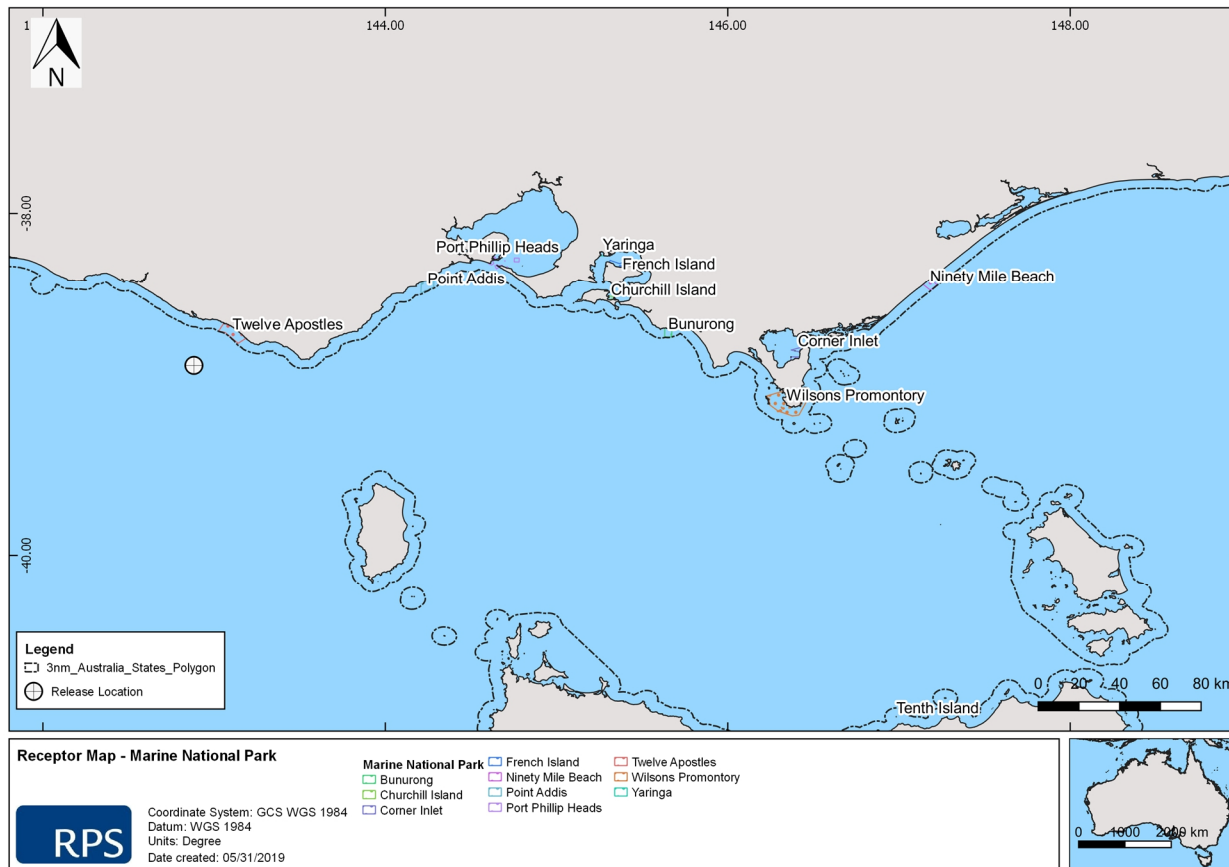 144.00
146.00
148.00
N
-38.00
-40.00
Port Phillip Heads
Yaringa
French Island
Point Addis
Churchill Island
Ninety Mile Beach
Twelve Apostles
Bunurong
Corner Inlet
Wilsons Promontory
Tenth Island
Legend
3nm_Australia_States_Polygon
Release Location
0 20 40 60 80 km
Receptor Map - Marine National Park
Marine National Park
Bunurong
Churchill Island
Corner Inlet
French Island
Ninety Mile Beach
Point Addis
Port Phillip Heads
Twelve Apostles
Wilsons Promontory
Yaringa
RPS
Coordinate System: GCS WGS 1984
Datum: WGS 1984
Units: Degree
Date created: 05/31/2019
0 1000 2000 km